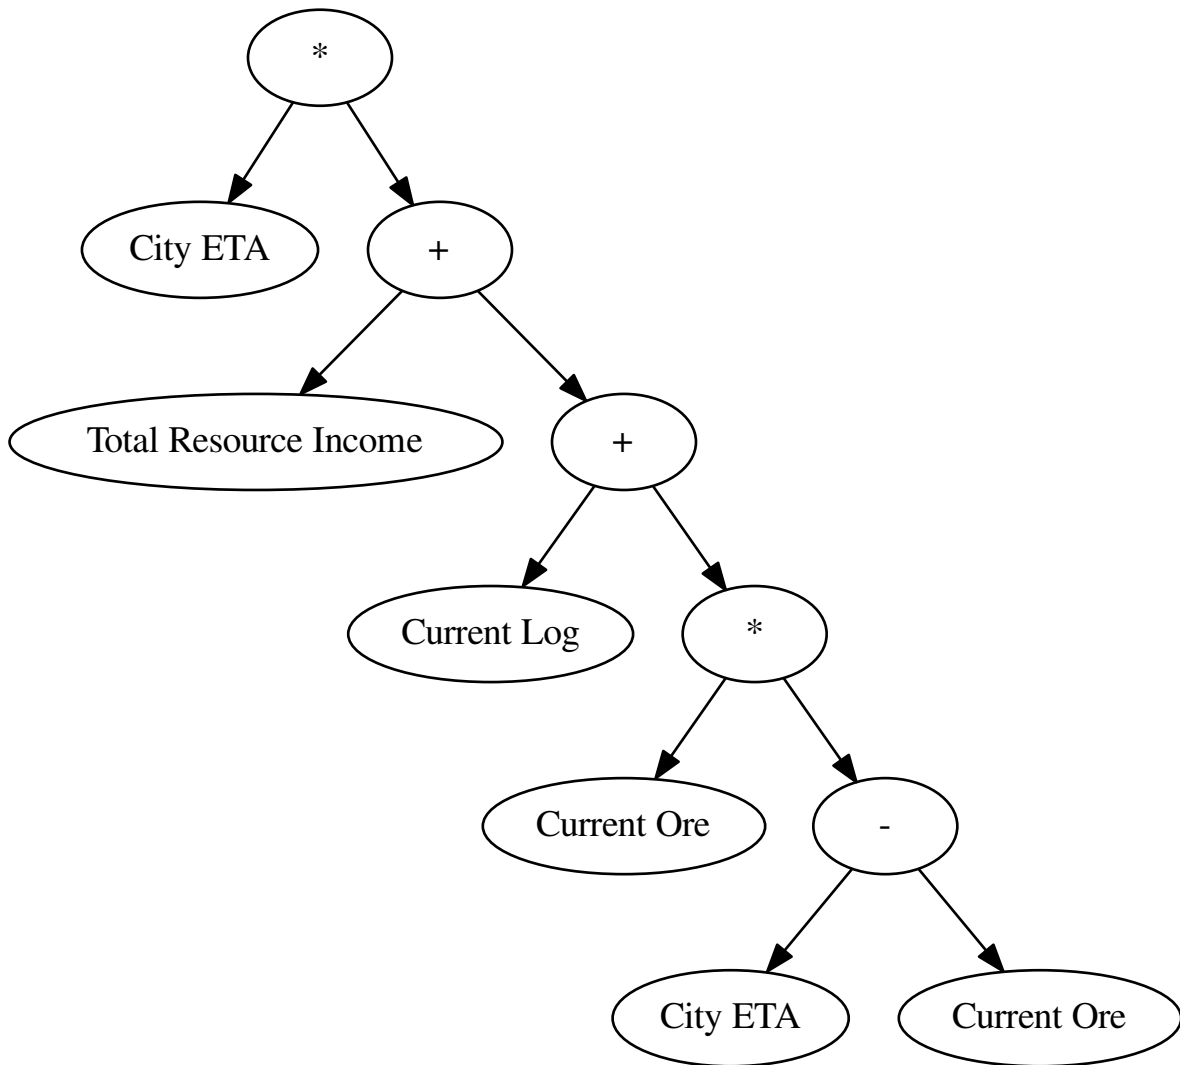 *
City ETA
+
Total Resource Income
+
Current Log
*
Current Ore
-
City ETA
Current Ore